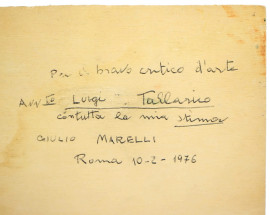 Per il bravo critico d'arte
Avv.to Luigi Tallarico
con tutta la mia stima
GIULIO MARELLI
Roma 10-2-1976